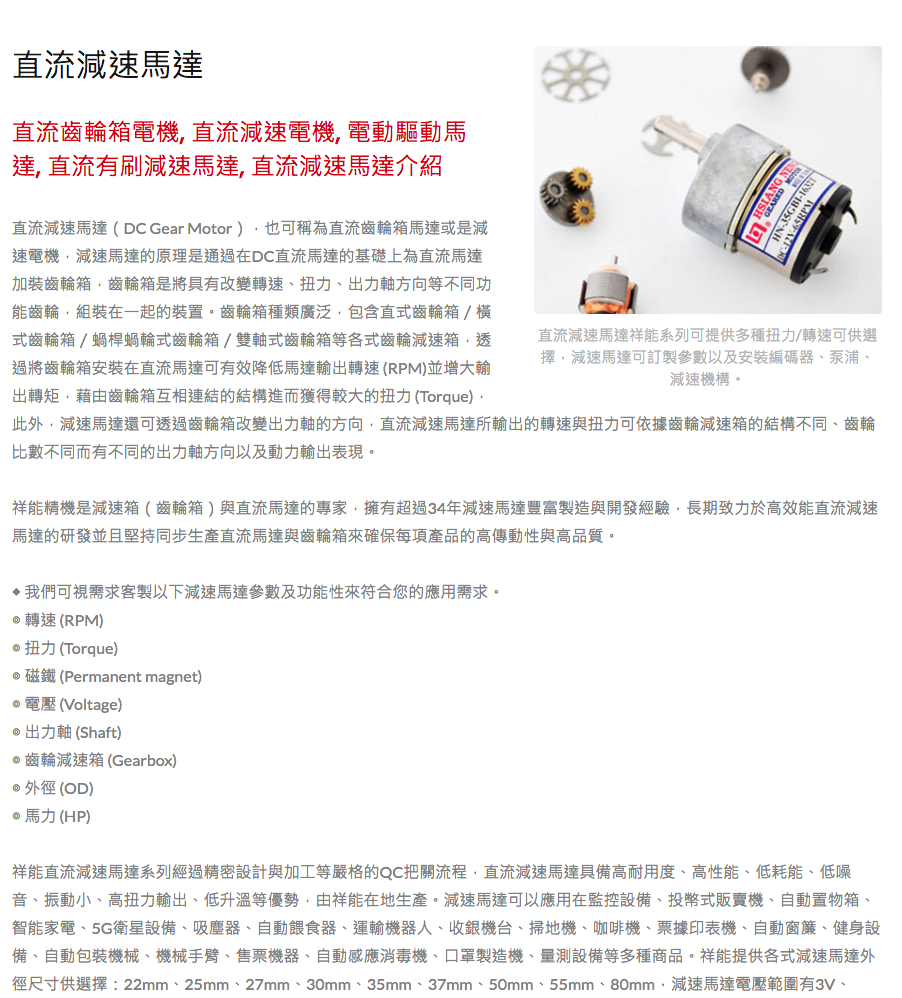 直流減速馬達
直流齒輪箱電機, 直流減速電機, 電動驅動馬
達, 直流有刷減速馬達, 直流減速馬達介紹
直流減速馬達（DC Gear Motor），也可稱為直流齒輪箱馬達或是減
速電機，減速馬達的原理是通過在DC直流馬達的基礎上為直流馬達
加裝齒輪箱，齒輪箱是將具有改變轉速、扭力、出力軸方向等不同功
能齒輪，組裝在一起的裝置。齒輪箱種類廣泛，包含直式齒輪箱 / 橫
式齒輪箱 / 蝸桿蝸輪式齒輪箱 / 雙軸式齒輪箱等各式齒輪減速箱，透
過將齒輪箱安裝在直流馬達可有效降低馬達輸出轉速 (RPM)並增大輸
出轉矩，藉由齒輪箱互相連結的結構進而獲得較大的扭力 (Torque)，
此外，減速馬達還可透過齒輪箱改變出力軸的方向，直流減速馬達所輸出的轉速與扭力可依據齒輪減速箱的結構不同、齒輪
比數不同而有不同的出力軸方向以及動力輸出表現。
HSIANG NENG
GEARED MOTOR
HN-35GBH-1632T
DC-12V-65RPM
直流減速馬達祥能系列可提供多種扭力/轉速可供選
擇，減速馬達可訂製參數以及安裝編碼器、泵浦、
減速機構。
祥能精機是減速箱（齒輪箱）與直流馬達的專家，擁有超過34年減速馬達豐富製造與開發經驗，長期致力於高效能直流減速
馬達的研發並且堅持同步生產直流馬達與齒輪箱來確保每項產品的高傳動性與高品質。
◆ 我們可視需求客製以下減速馬達參數及功能性來符合您的應用需求。
◎ 轉速 (RPM)
◎ 扭力 (Torque)
◎ 磁鐵 (Permanent magnet)
◎ 電壓 (Voltage)
◎ 出力軸 (Shaft)
◎ 齒輪減速箱 (Gearbox)
◎ 外徑 (OD)
◎ 馬力 (HP)
祥能直流減速馬達系列經過精密設計與加工等嚴格的QC把關流程，直流減速馬達具備高耐用度、高性能、低耗能、低噪
音、振動小、高扭力輸出、低升溫等優勢，由祥能在地生產。減速馬達可以應用在監控設備、投幣式販賣機、自動置物箱、
智能家電、5G衛星設備、吸塵器、自動餵食器、運輸機器人、收銀機台、掃地機、咖啡機、票據印表機、自動窗簾、健身設
備、自動包裝機械、機械手臂、售票機器、自動感應消毒機、口罩製造機、量測設備等多種商品。祥能提供各式減速馬達外
徑尺寸供選擇：22mm、25mm、27mm、30mm、35mm、37mm、50mm、55mm、80mm，減速馬達電壓範圍有3V、